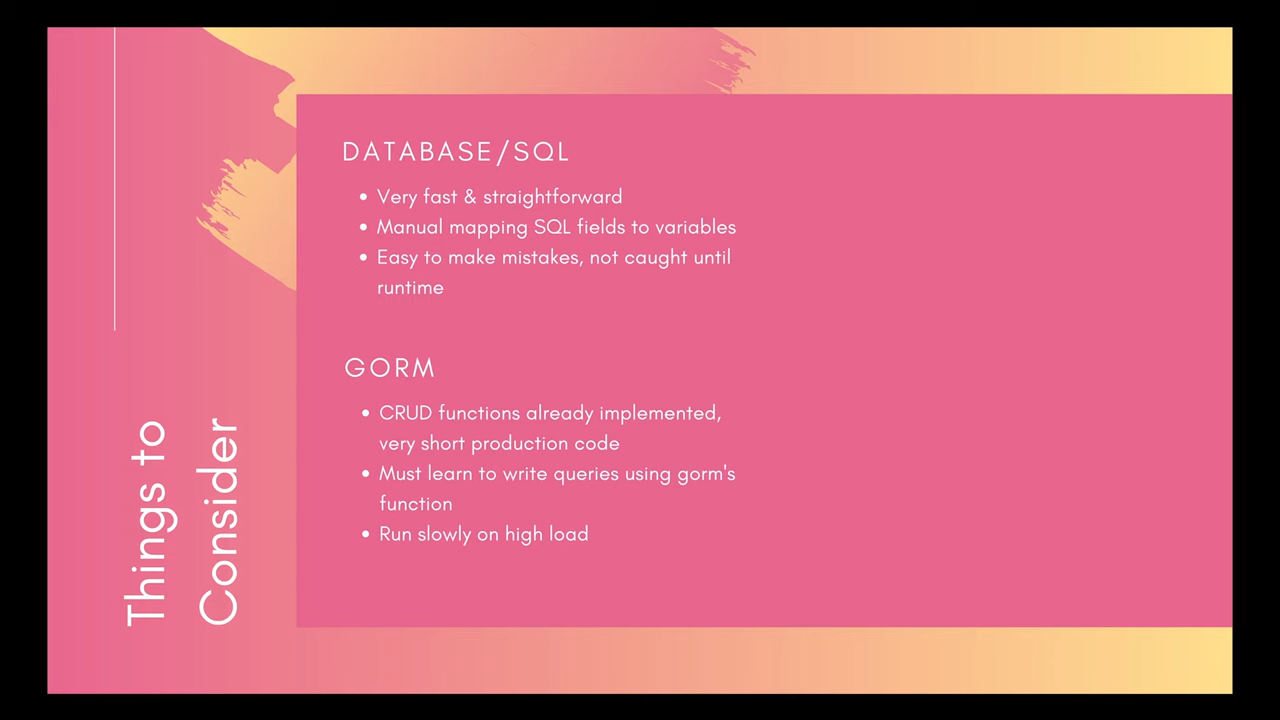 Things to
Consider
DATABASE/SQL
• Very fast & straightforward
• Manual mapping SQL fields to variables
• Easy to make mistakes, not caught until
runtime
GORM
• CRUD functions already implemented,
very short production code
• Must learn to write queries using gorm's
function
• Run slowly on high load